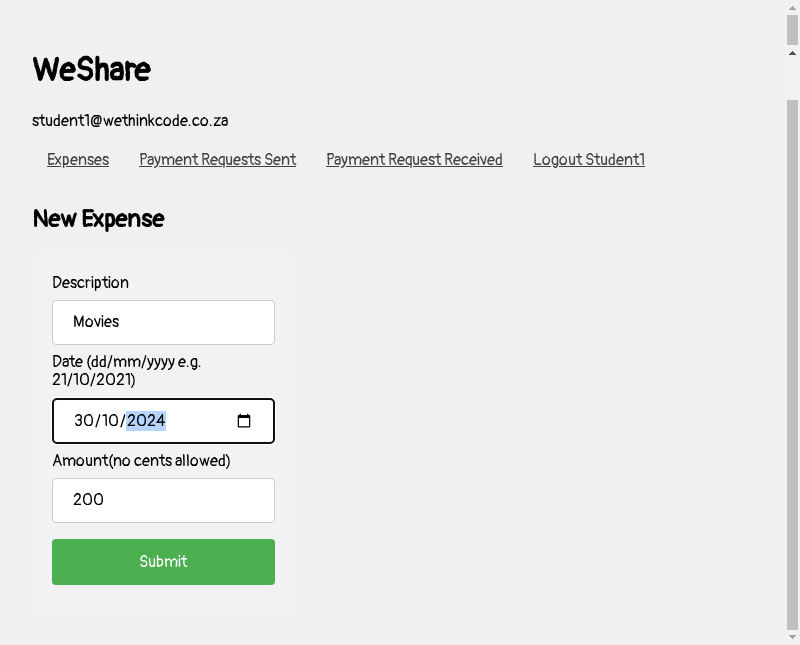 WeShare
student1@wethinkcode.co.za
Expenses Payment Requests Sent Payment Request Received Logout Student1
New Expense
Description
Movies
Date (dd/mm/yyyy e.g.
21/10/2021)
30/10/2024
Amount(no cents allowed)
200
Submit